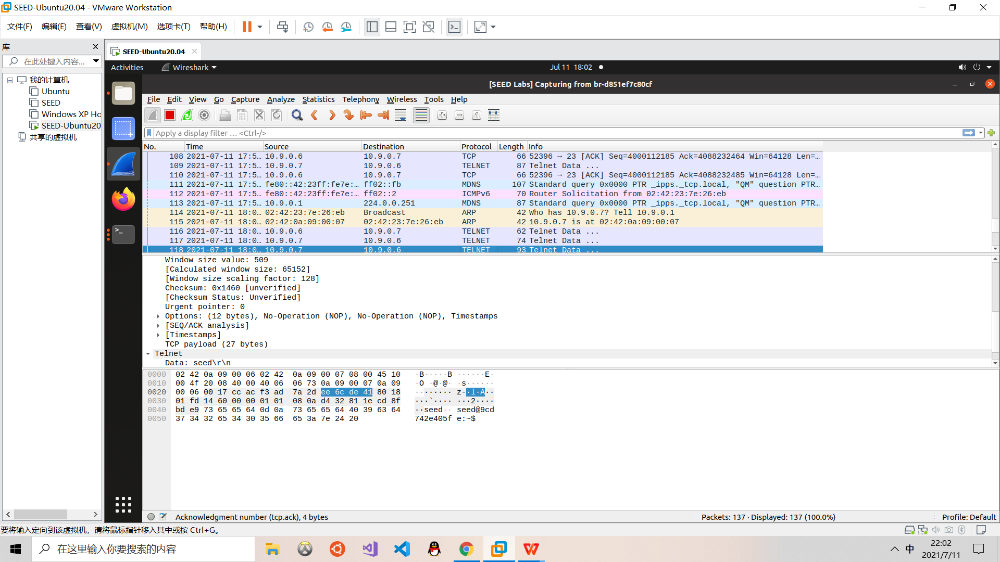 SEED-Ubuntu20.04 - VMware Workstation
文件(F) 编辑(E) 查看(V) 虚拟机(M) 选项卡(T) 帮助(H)
库
在此处键入内容...
我的计算机
Ubuntu
SEED
Windows XP Ho
SEED-Ubuntu20
共享的虚拟机
SEED-Ubuntu20.04
Activities Wireshark Jul 11 18:02
[SEED Labs] Capturing from br-d851ef7c80cf
File Edit View Go Capture Analyze Statistics Telephony Wireless Tools Help
Apply a display filter … <Ctrl-/>
No. Time Source Destination Protocol Length Info
108 2021-07-11 17:5… 10.9.0.6 10.9.0.7 TCP 66 52396 → 23 [ACK] Seq=4000112185 Ack=4088232464 Win=64128 Len=…
109 2021-07-11 17:5… 10.9.0.7 10.9.0.6 TELNET 87 Telnet Data ...
110 2021-07-11 17:5… 10.9.0.6 10.9.0.7 TCP 66 52396 → 23 [ACK] Seq=4000112185 Ack=4088232485 Win=64128 Len=…
111 2021-07-11 17:5… fe80::42:23ff:fe7e:… ff02::fb MDNS 107 Standard query 0x0000 PTR _ipps._tcp.local, "QM" question PTR…
112 2021-07-11 17:5… fe80::42:23ff:fe7e:… ff02::2 ICMPv6 70 Router Solicitation from 02:42:23:7e:26:eb
113 2021-07-11 17:5… 10.9.0.1 224.0.0.251 MDNS 87 Standard query 0x0000 PTR _ipps._tcp.local, "QM" question PTR…
114 2021-07-11 18:0… 02:42:23:7e:26:eb Broadcast ARP 42 Who has 10.9.0.7? Tell 10.9.0.1
115 2021-07-11 18:0… 02:42:0a:09:00:07 02:42:23:7e:26:eb ARP 42 10.9.0.7 is at 02:42:0a:09:00:07
116 2021-07-11 18:0… 10.9.0.6 10.9.0.7 TELNET 62 Telnet Data ...
117 2021-07-11 18:0… 10.9.0.7 10.9.0.6 TELNET 74 Telnet Data ...
118 2021-07-11 18:0… 10.9.0.7 10.9.0.6 TELNET 93 Telnet Data ...
Window size value: 509
[Calculated window size: 65152]
[Window size scaling factor: 128]
Checksum: 0x1460 [unverified]
[Checksum Status: Unverified]
Urgent pointer: 0
Options: (12 bytes), No-Operation (NOP), No-Operation (NOP), Timestamps
[SEQ/ACK analysis]
[Timestamps]
TCP payload (27 bytes)
Telnet
Data: seed\r\n
0000 02 42 0a 09 00 06 02 42 0a 09 00 07 08 00 45 10 ·B·····B ······E·
0010 00 4f 20 08 40 00 40 06 06 73 0a 09 00 07 0a 09 ·O ·@·@· ·s······
0020 00 06 00 17 cc ac f3 ad 7a 2d ee 6c de 41 80 18 ········ z-·l·A··
0030 01 fd 14 60 00 00 01 01 08 0a d4 32 81 1e cd 8f ···`···· ···2····
0040 bd e9 73 65 65 64 0d 0a 73 65 65 64 40 39 63 64 ··seed·· seed@9cd
0050 37 34 32 65 34 30 35 66 65 3a 7e 24 20 742e405f e:~$
Acknowledgment number (tcp.ack), 4 bytes Packets: 137 · Displayed: 137 (100.0%) Profile: Default
要将输入定向到该虚拟机，请将鼠标指针移入其中或按 Ctrl+G。
在这里输入你要搜索的内容
中
22:02
2021/7/11